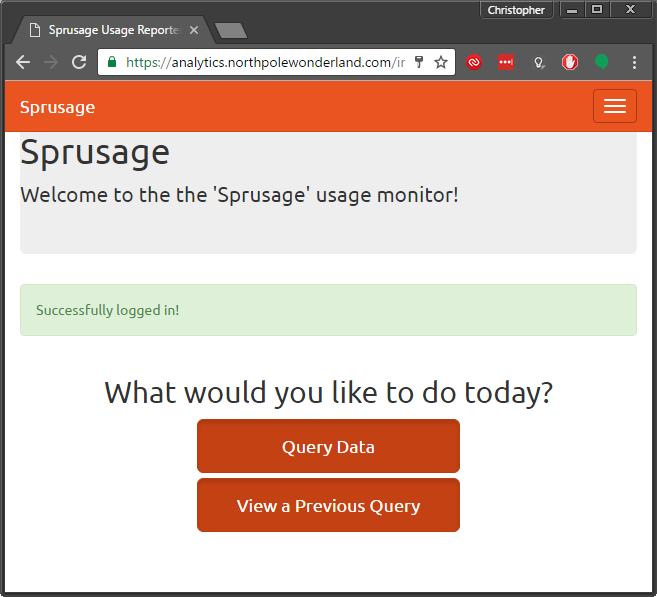 Christopher
Sprusage Usage Reporte
https://analytics.northpolewonderland.com/ir
Sprusage
Sprusage
Welcome to the the 'Sprusage' usage monitor!
Successfully logged in!
What would you like to do today?
Query Data
View a Previous Query